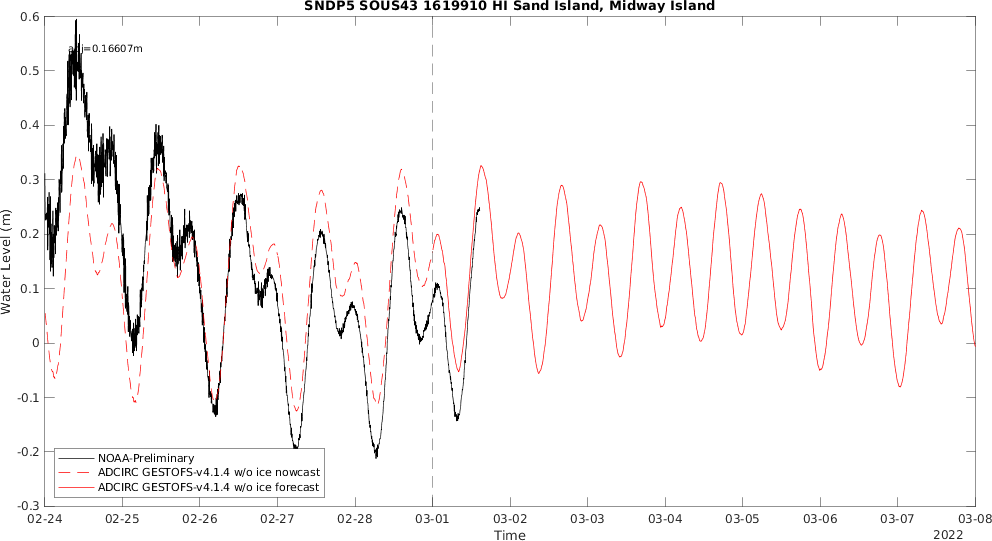 SNDP5 SOUS43 1619910 HI Sand Island, Midway Island
0.6
0.5
0.4
0.3
0.2
0.1
0
-0.1
-0.2
-0.3
Water Level (m)
=0.16607m
NOAA-Preliminary
ADCIRC GESTOFS-v4.1.4 w/o ice nowcast
ADCIRC GESTOFS-v4.1.4 w/o ice forecast
02-24 02-25 02-26 02-27 02-28 03-01 03-02 03-03 03-04 03-05 03-06 03-07 03-08
Time
2022